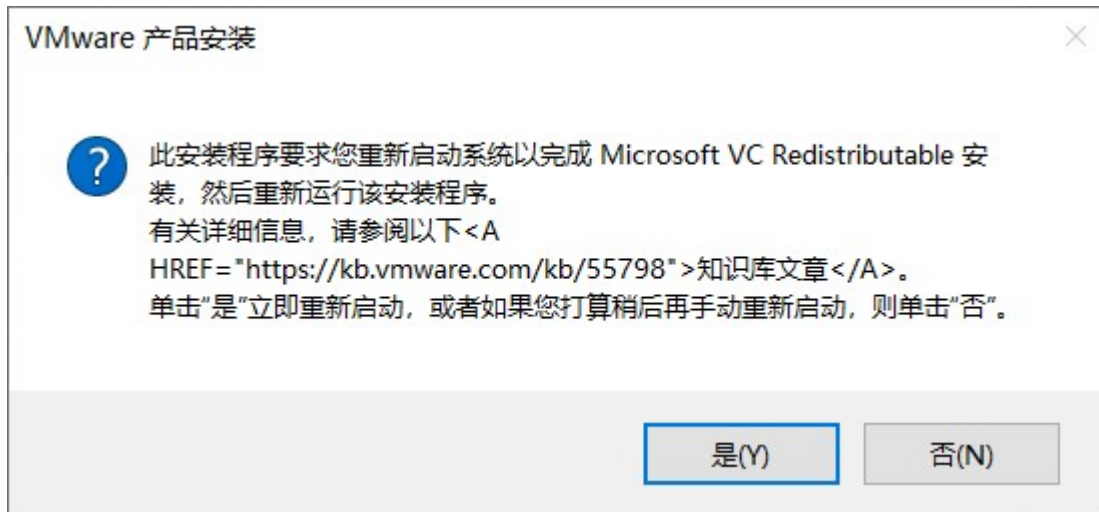 VMware 产品安装
此安装程序要求您重新启动系统以完成 Microsoft VC Redistributable 安
装，然后重新运行该安装程序。
有关详细信息，请参阅以下<A
HREF="https://kb.vmware.com/kb/55798">知识库文章</A>。
单击“是”立即重新启动，或者如果您打算稍后再手动重新启动，则单击“否”。
是(Y)
否(N)